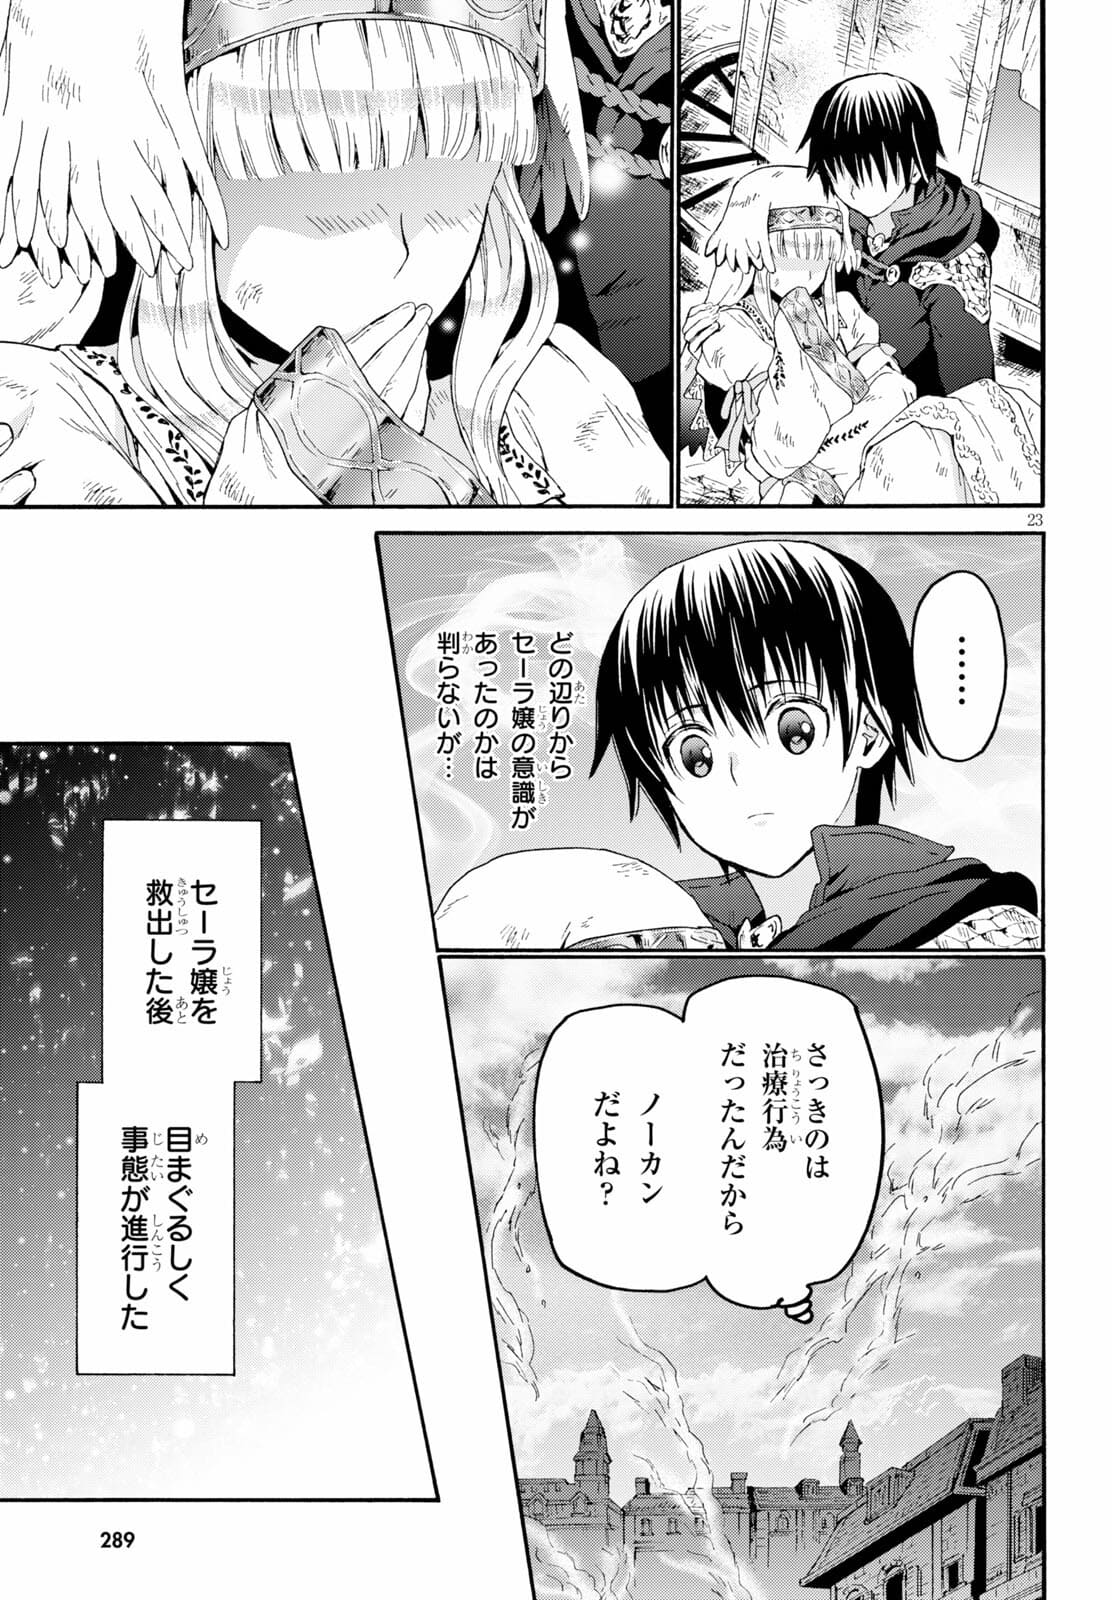 23
……
どの辺りから
セーラ嬢の意識が
あったのかは
判らないが…
さっきのは
治療行為
だったんだから
ノーカン
だよね？
セーラ嬢を
救出した後
目まぐるしく
事態が進行した
289